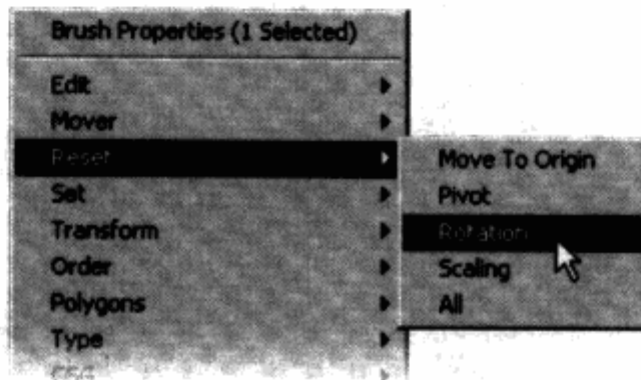 Brush Properties (1 Selected)
Edit
Mover
Reset
Set
Transform
Order
Polygons
Type
CSG
Move To Origin
Pivot
Rotation
Scaling
All